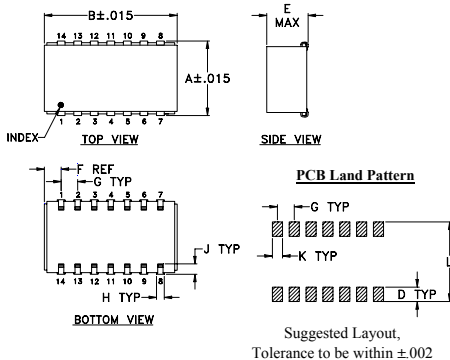 B±.015
E
MAX
14 13 12 11 10 9 8
A±.015
INDEX
1 2 3 4 5 6 7
TOP VIEW
SIDE VIEW
F REF
G TYP
PCB Land Pattern
1 2 3 4 5 6 7
G TYP
J TYP
K TYP
L
14 13 12 11 10 9 8
H TYP
D TYP
BOTTOM VIEW
Suggested Layout,
Tolerance to be within ±.002